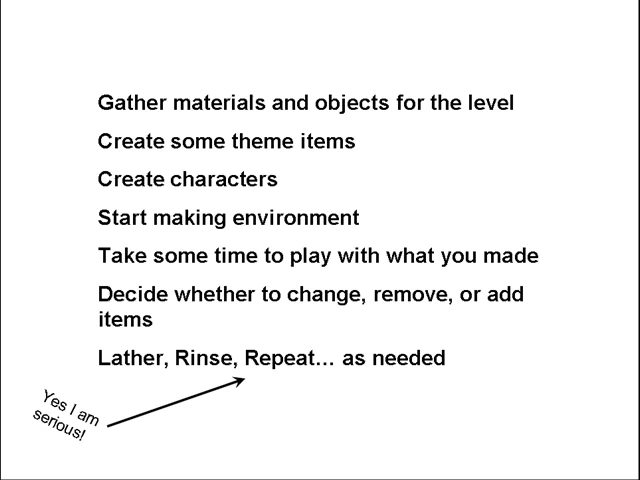 Gather materials and objects for the level
Create some theme items
Create characters
Start making environment
Take some time to play with what you made
Decide whether to change, remove, or add
items
Lather, Rinse, Repeat... as needed
Yes I am
serious!